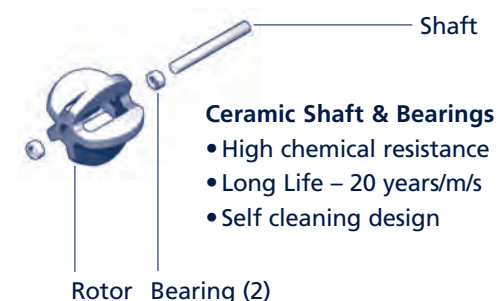 Shaft
Ceramic Shaft & Bearings
• High chemical resistance
• Long Life – 20 years/m/s
• Self cleaning design
Rotor Bearing (2)